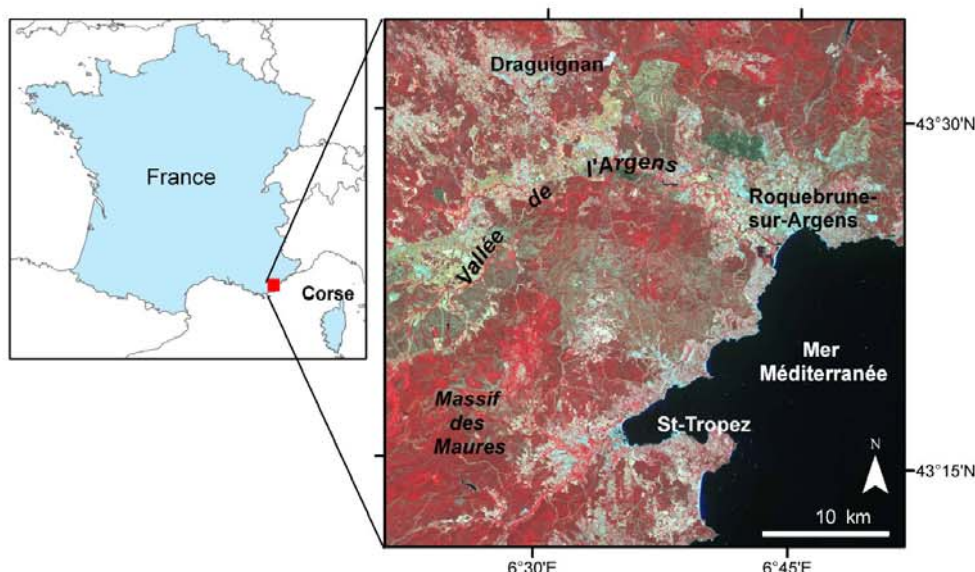 France
Corse
Draguignan
Vallée de l'Argens
Roquebrune-
sur-Argens
Mer
Méditerranée
Massif
des
Maures
St-Tropez
N
10 km
43°30'N
43°15'N
6°30'E
6°45'E